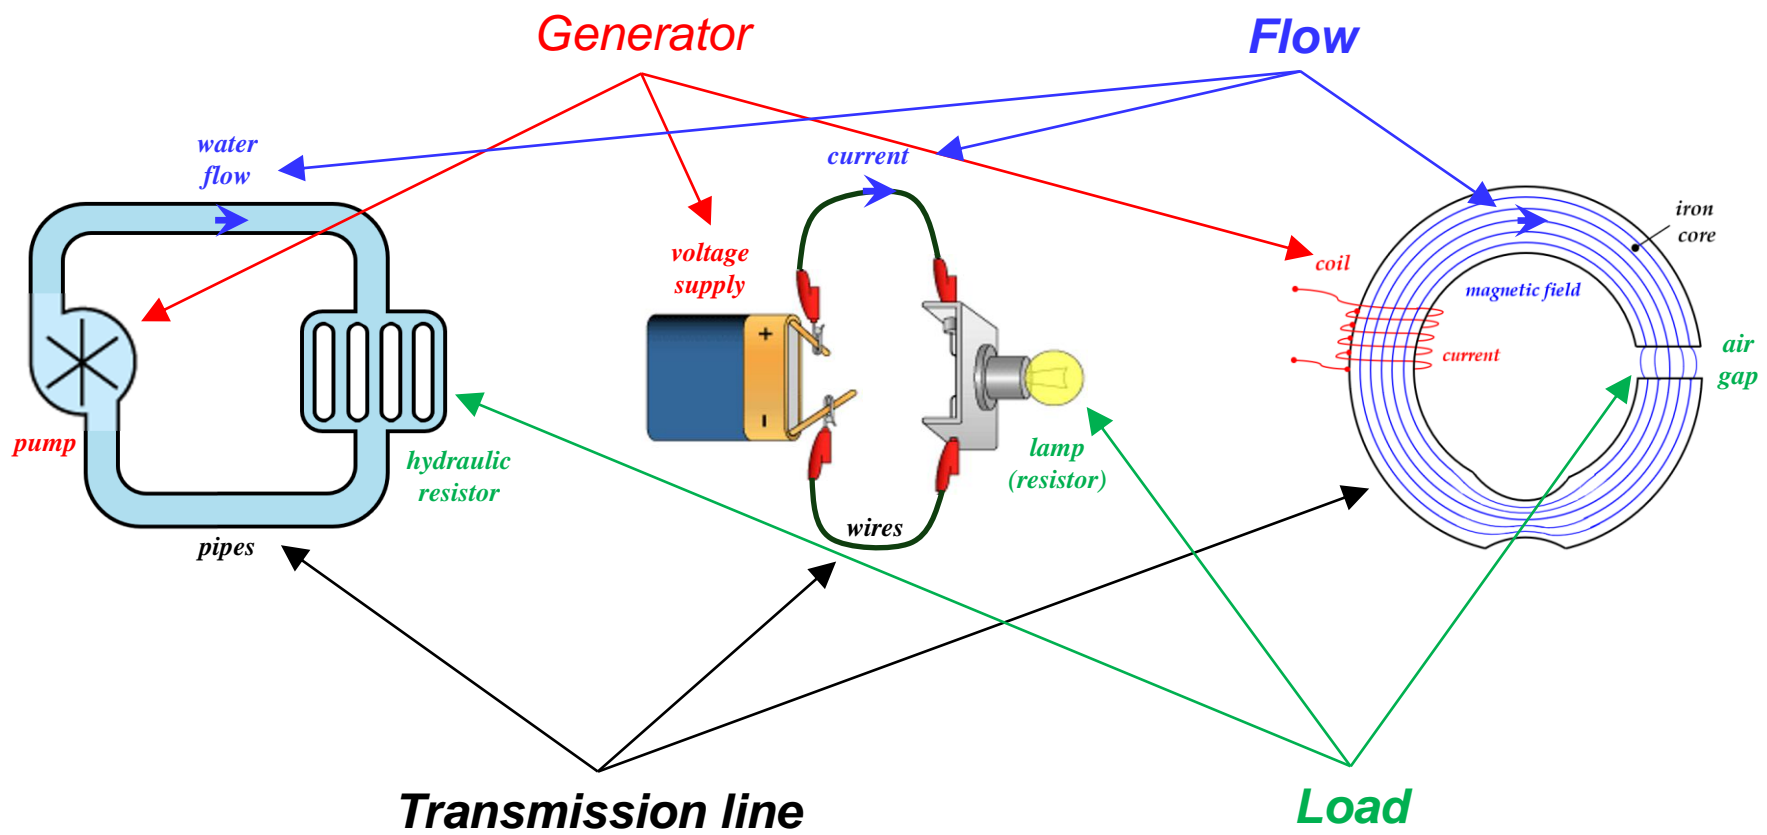 Generator
Flow
water
flow
current
voltage
supply
+
-
pump
hydraulic
resistor
pipes
wires
lamp
(resistor)
coil
magnetic field
current
iron
core
air
gap
Transmission line
Load